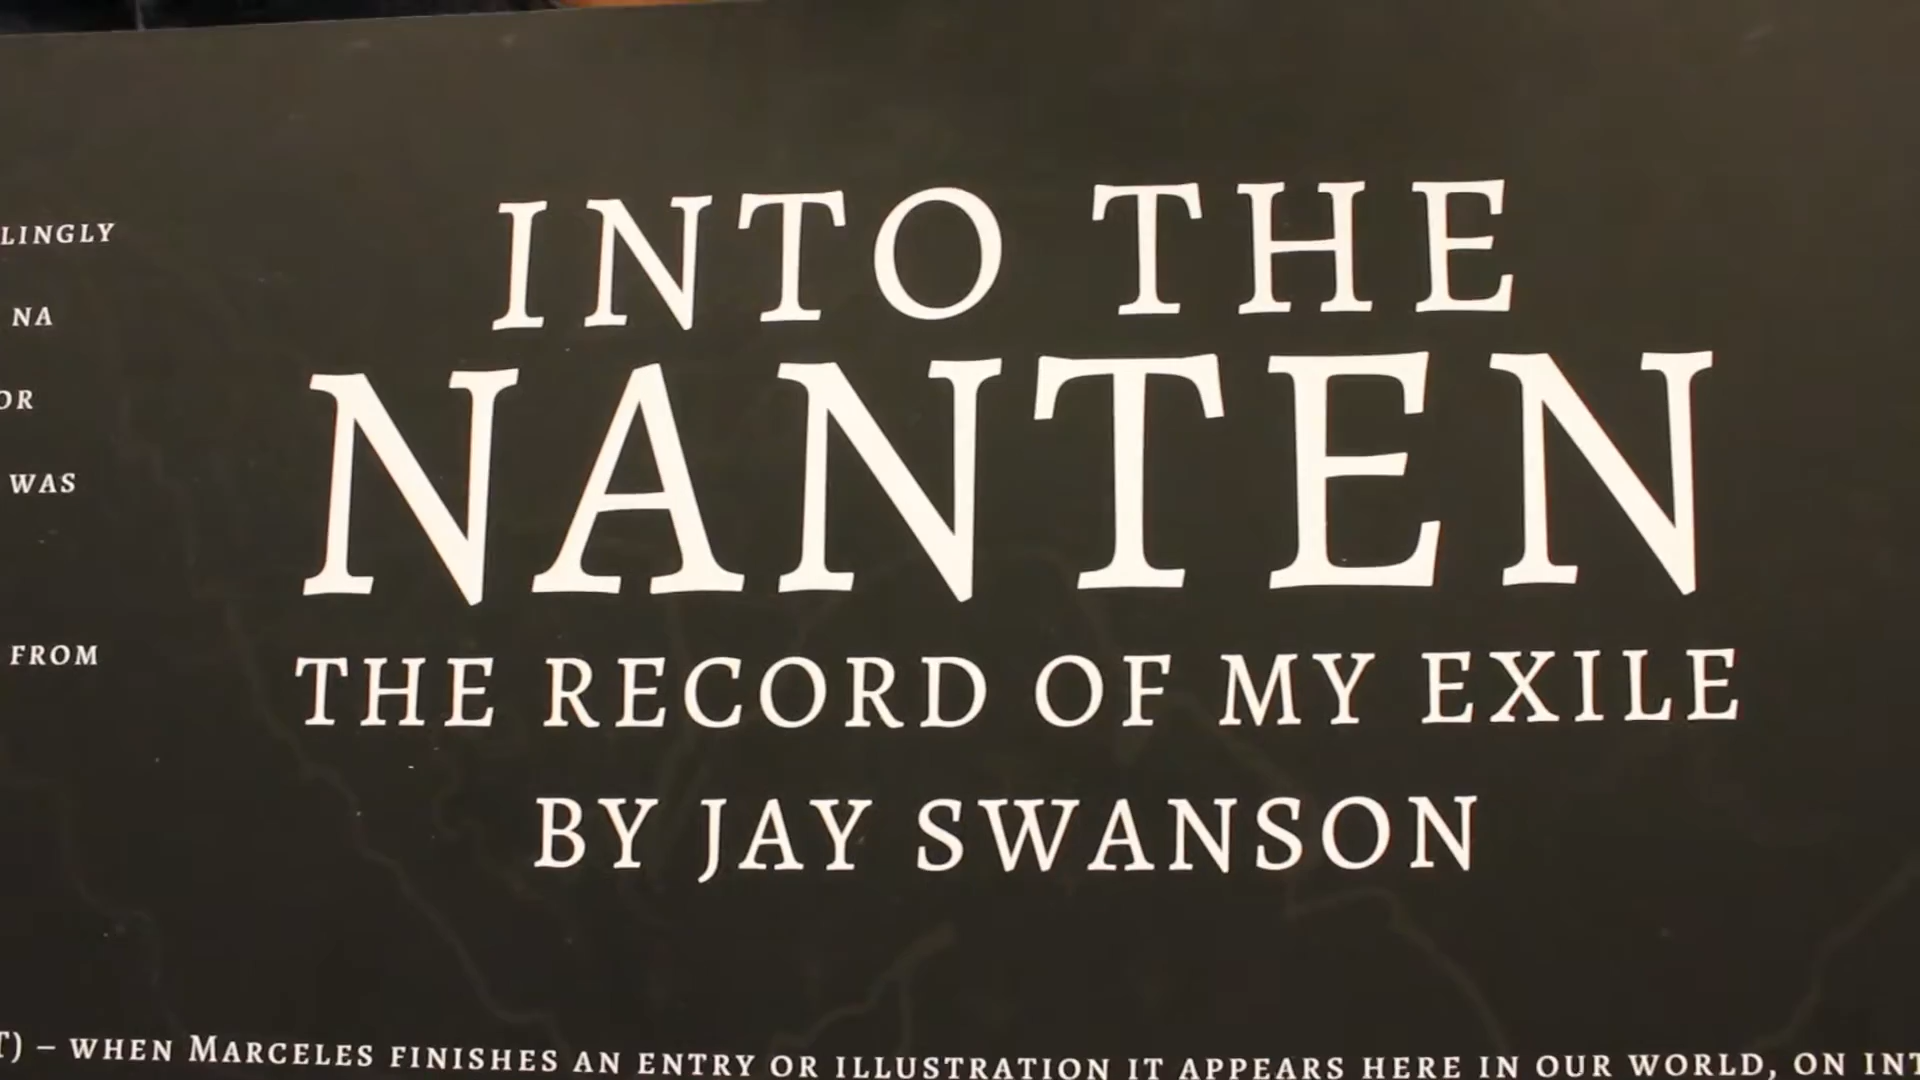 LINGLY
NA
OR
WAS
FROM
INTO THE
NANTEN
THE RECORD OF MY EXILE
BY JAY SWANSON
T) – WHEN MARCELES FINISHES AN ENTRY OR ILLUSTRATION IT APPEARS HERE IN OUR WORLD, ON INT